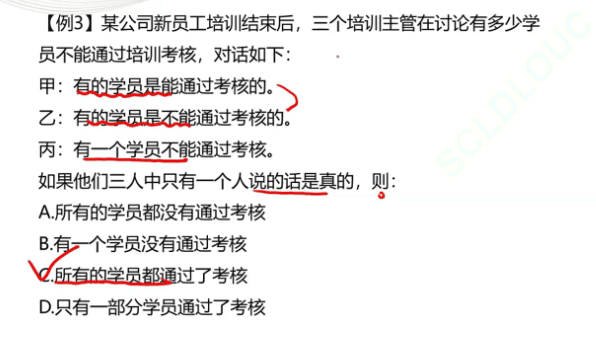 【例3】某公司新员工培训结束后，三个培训主管在讨论有多少学
员不能通过培训考核，对话如下：
甲：有的学员是能通过考核的。
乙：有的学员是不能通过考核的。
丙：有一个学员不能通过考核。
如果他们三人中只有一个人说的话是真的，则：
A.所有的学员都没有通过考核
B.有一个学员没有通过考核
C.所有的学员都通过了考核
D.只有一部分学员通过了考核
SCLDLOUC